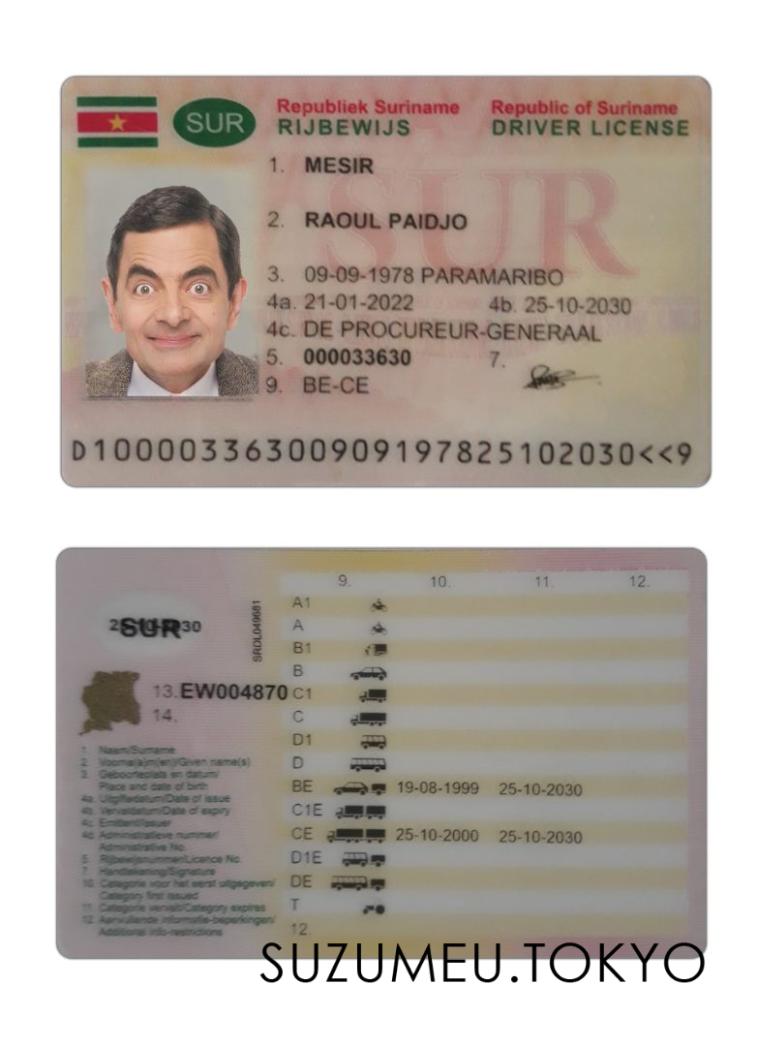 Republiek Suriname
RIJBEWIJS
Republic of Suriname
DRIVER LICENSE
SUR
SUR
1. MESIR
2. RAOUL PAIDJO
3. 09-09-1978 PARAMARIBO
4a. 21-01-2022 4b. 25-10-2030
4c. DE PROCUREUR-GENERAAL
5. 000033630 7.
9. BE-CE
D10000336300909197825102030<<9
9. 10. 11. 12.
SUR
SRDL049681
13. EW004870
14.
A1
A
B1
B
C1
C
D1
D
BE 19-08-1999 25-10-2030
C1E
CE 25-10-2000 25-10-2030
D1E
DE
T
12.
1. Naam/Surname
2. Voorna(a)m(en)/Given name(s)
3. Geboorteplats en datum/
Place and date of birth
4a. Uitgiftedatum/Date of issue
4b. Vervaldatum/Date of expiry
4c. Emittent/Issuer
4d. Administratieve nummer/
Administrative No.
5. Rijbewijsnummer/Licence No.
7. Handtekening/Signature
10. Categorie voor het eerst uitgegeven/
Category first issued
11. Categorie vervalt/Category expires
12. Aanvullende informatie-beperkingen/
Additional info-restrictions
SUZUMEU.TOKYO